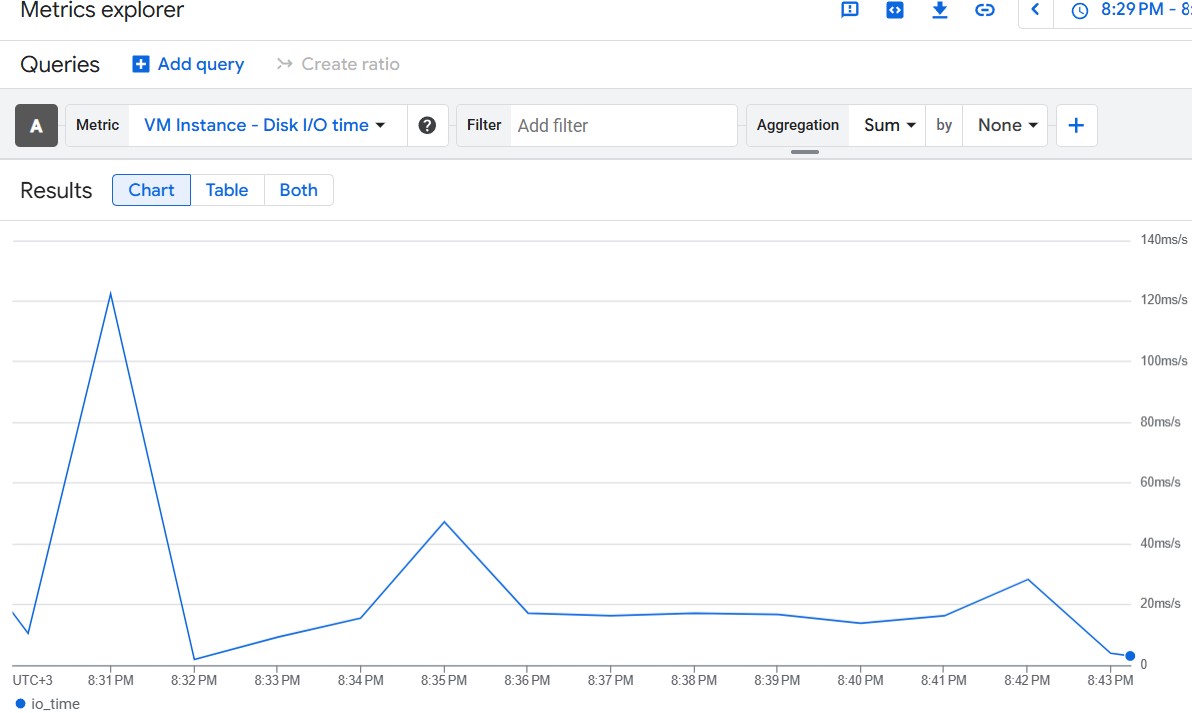 Metrics explorer
8:29 PM - 8:
Queries
Add query
Create ratio
A
Metric
VM Instance - Disk I/O time
?
Filter
Add filter
Aggregation
Sum
by
None
+
Results
Chart
Table
Both
140ms/s
120ms/s
100ms/s
80ms/s
60ms/s
40ms/s
20ms/s
0
UTC+3 8:31 PM 8:32 PM 8:33 PM 8:34 PM 8:35 PM 8:36 PM 8:37 PM 8:38 PM 8:39 PM 8:40 PM 8:41 PM 8:42 PM 8:43 PM
io_time